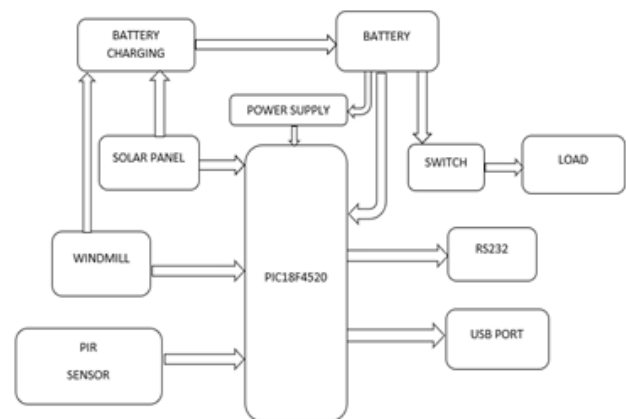 BATTERY
CHARGING
BATTERY
POWER SUPPLY
SOLAR PANEL
SWITCH
LOAD
WINDMILL
PIC18F4520
RS232
USB PORT
PIR
SENSOR